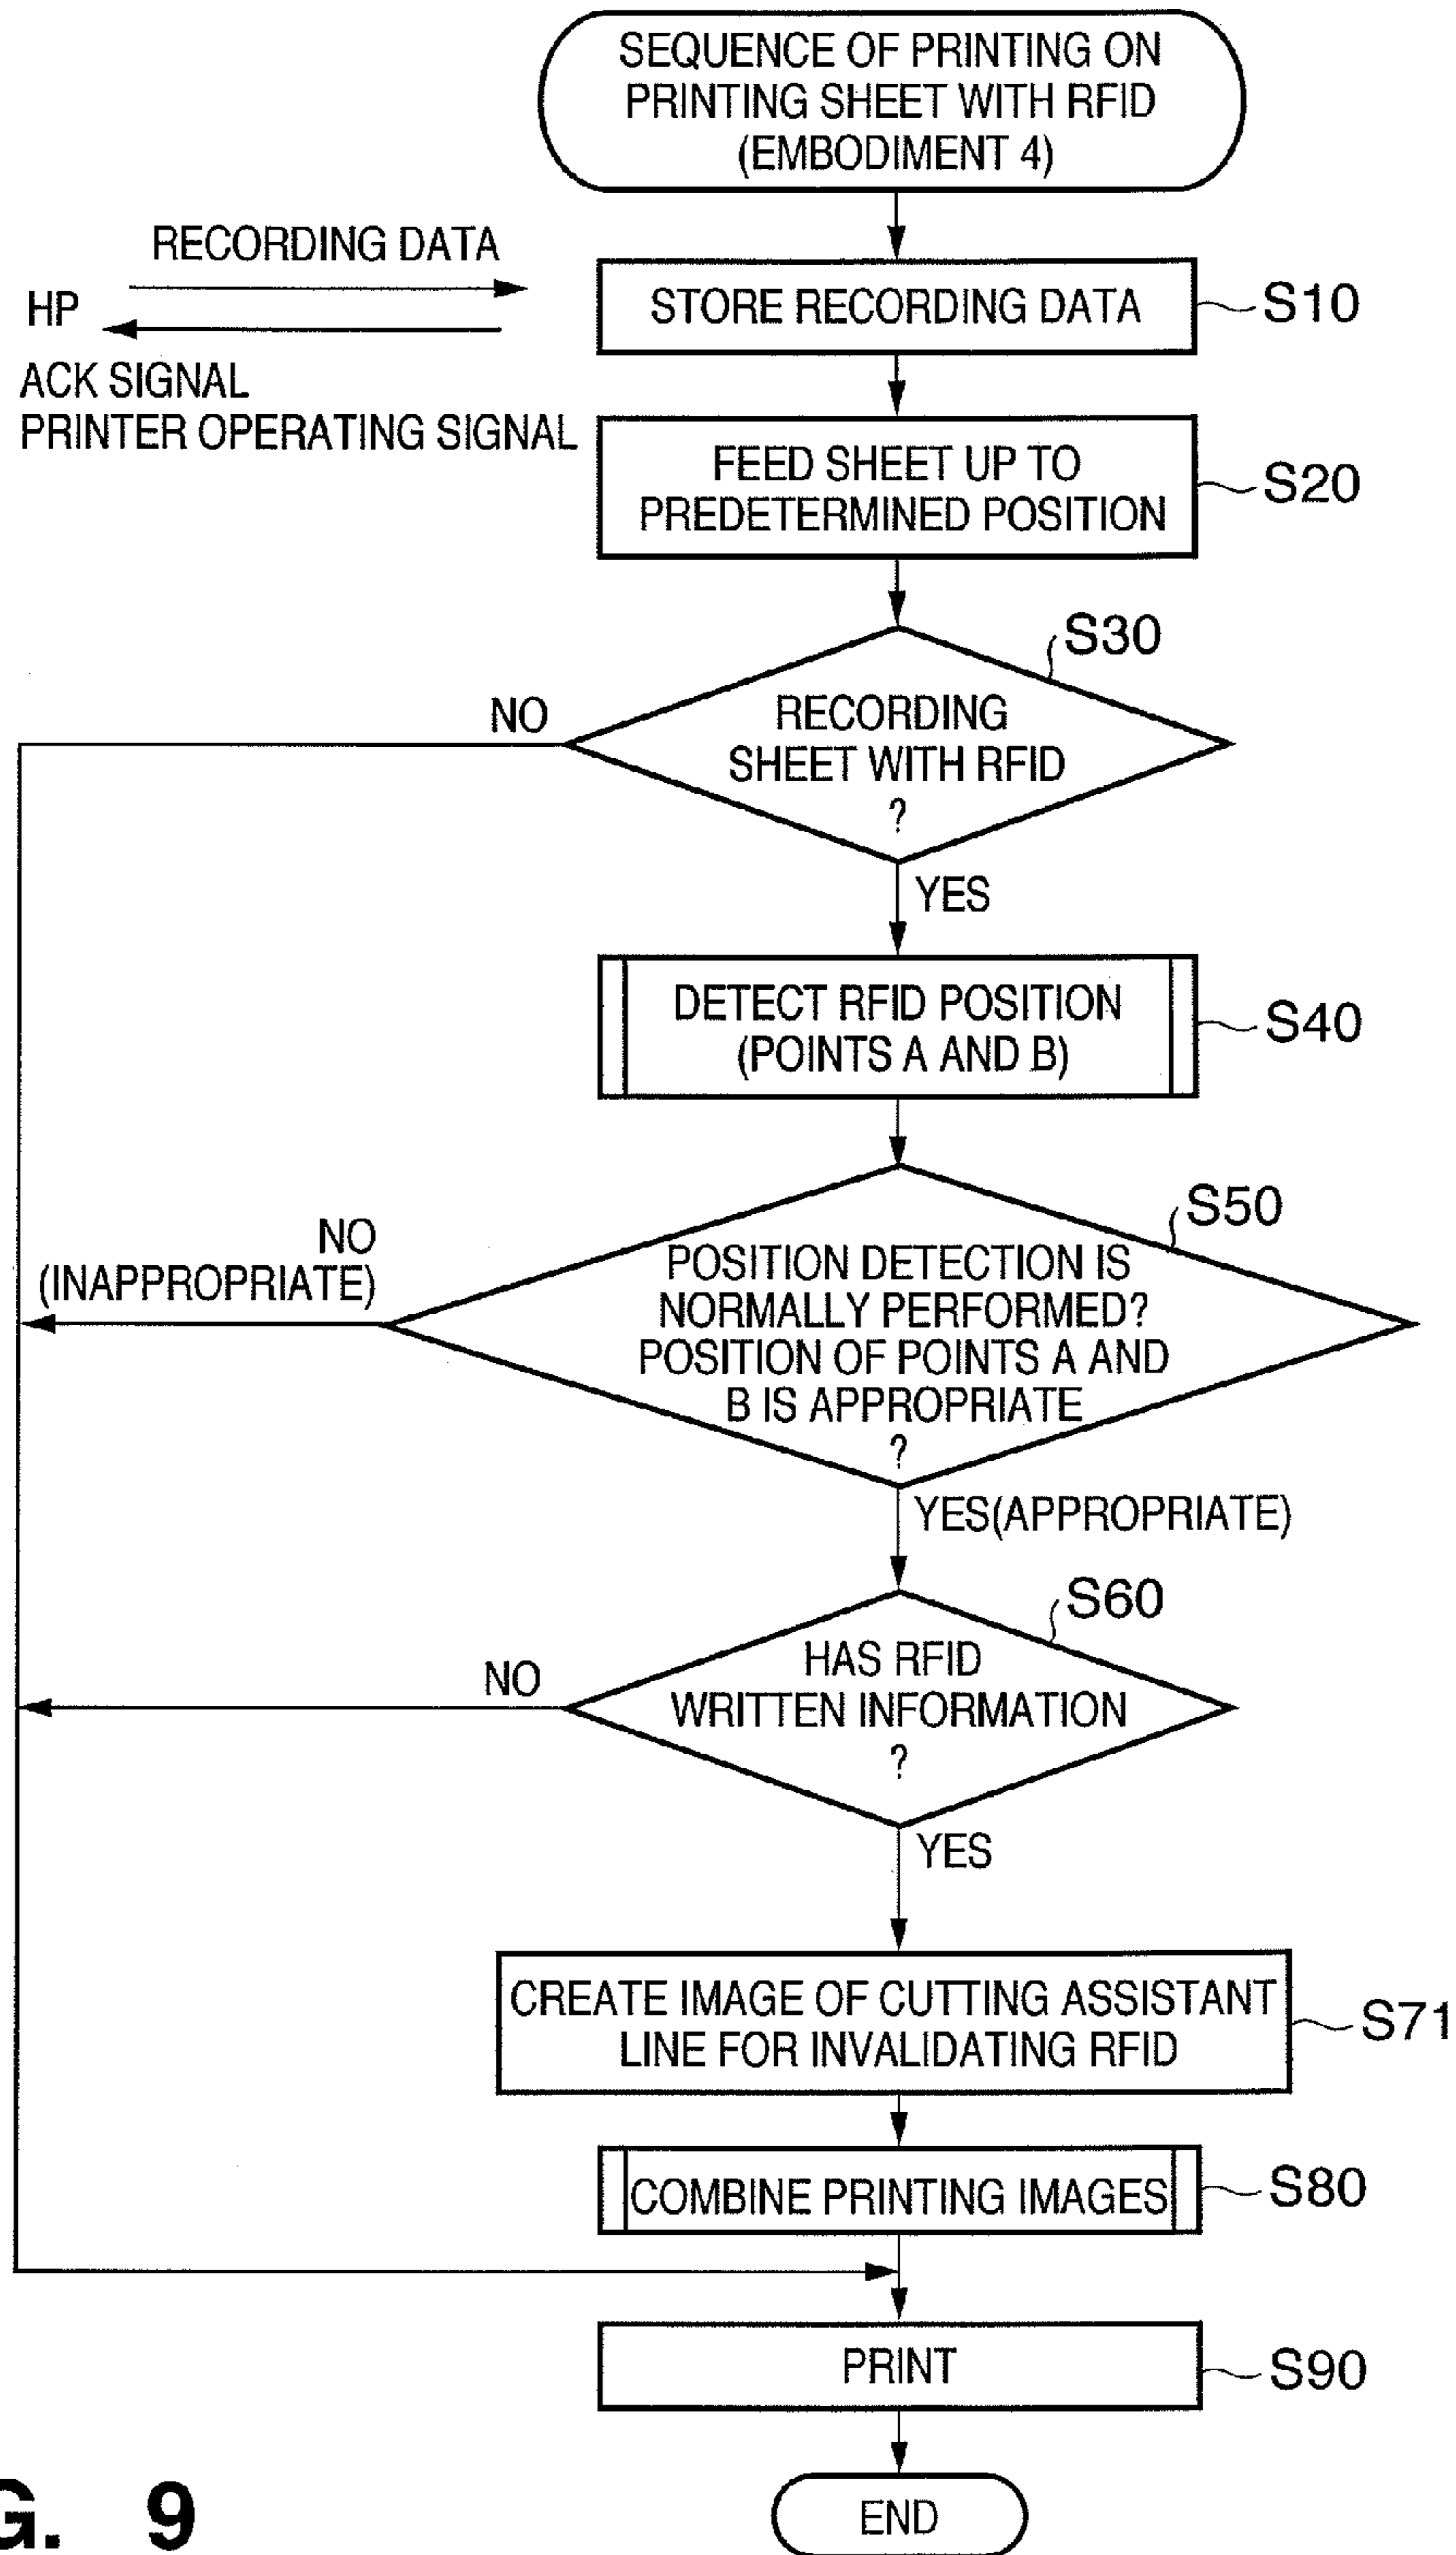 SEQUENCE OF PRINTING ON
PRINTING SHEET WITH RFID
(EMBODIMENT 4)
RECORDING DATA
HP
ACK SIGNAL
PRINTER OPERATING SIGNAL
STORE RECORDING DATA
S10
FEED SHEET UP TO
PREDETERMINED POSITION
S20
S30
NO
RECORDING
SHEET WITH RFID
?
YES
DETECT RFID POSITION
(POINTS A AND B)
S40
S50
NO
(INAPPROPRIATE)
POSITION DETECTION IS
NORMALLY PERFORMED?
POSITION OF POINTS A AND
B IS APPROPRIATE
?
YES(APPROPRIATE)
S60
NO
HAS RFID
WRITTEN INFORMATION
?
YES
CREATE IMAGE OF CUTTING ASSISTANT
LINE FOR INVALIDATING RFID
S71
COMBINE PRINTING IMAGES
S80
PRINT
S90
END
G. 9